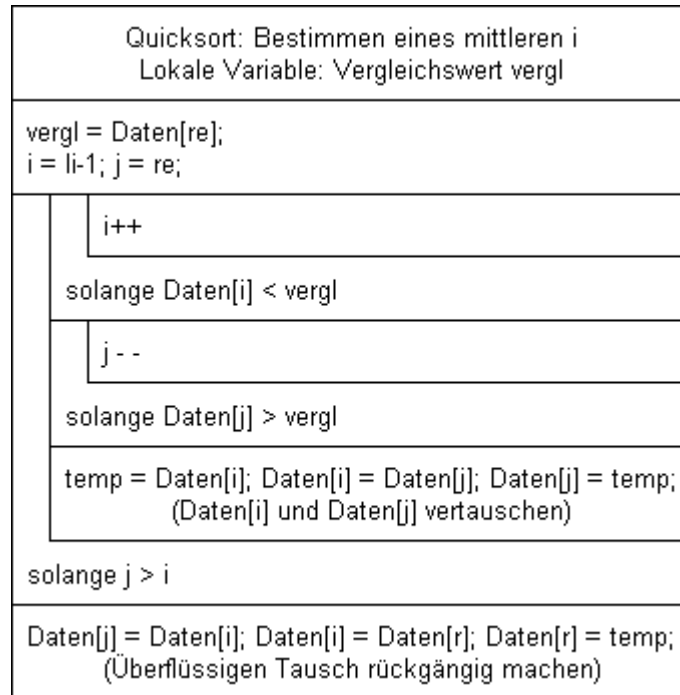 Quicksort: Bestimmen eines mittleren i
Lokale Variable: Vergleichswert vergl
vergl = Daten[re];
i = li-1; j = re;
i++
solange Daten[i] < vergl
j - -
solange Daten[j] > vergl
temp = Daten[i]; Daten[i] = Daten[j]; Daten[j] = temp;
(Daten[i] und Daten[j] vertauschen)
solange j > i
Daten[j] = Daten[i]; Daten[i] = Daten[r]; Daten[r] = temp;
(Überflüssigen Tausch rückgängig machen)